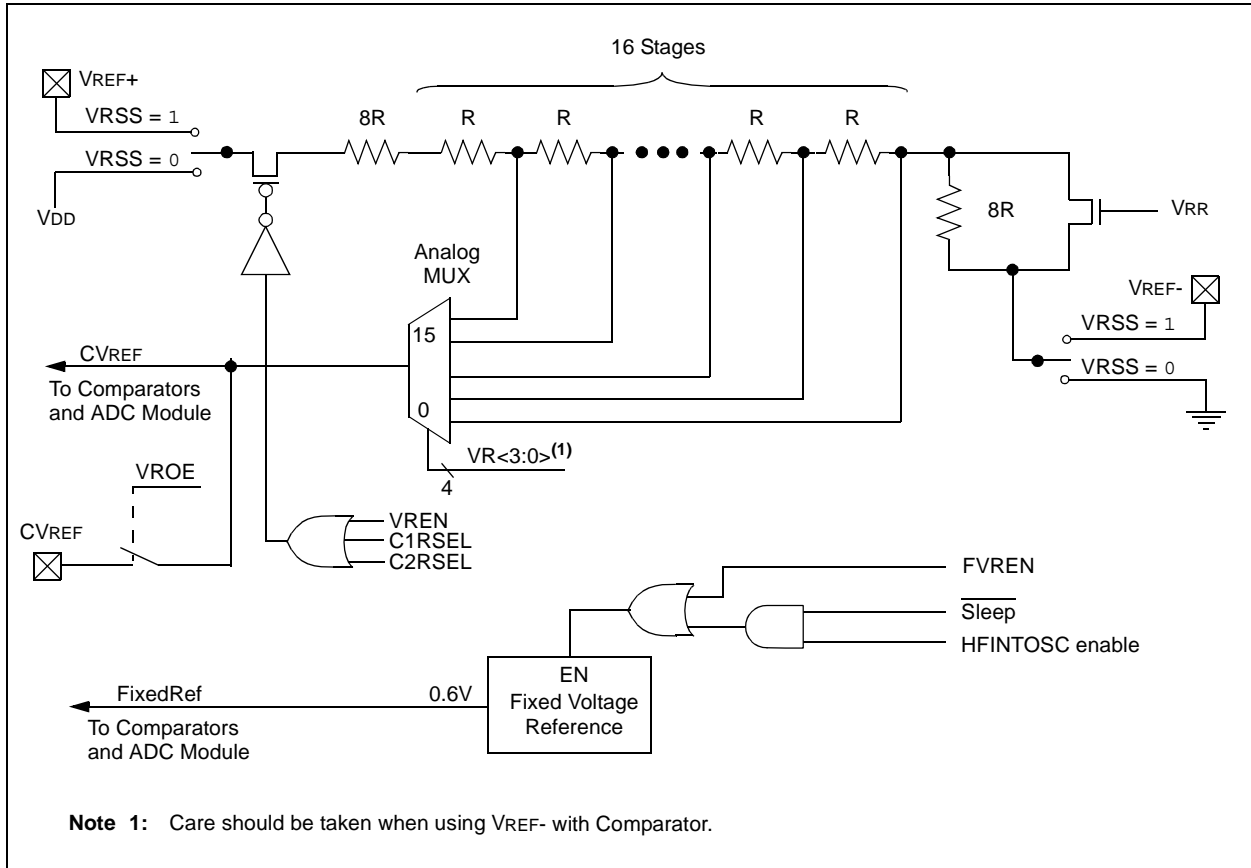 16 Stages
VREF+
VRSS = 1
8R
R
R
R
R
VRSS = 0
VDD
8R
VRR
Analog
MUX
VREF-
15
VRSS = 1
CVREF
VRSS = 0
To Comparators
and ADC Module
0
VR<3:0>(1)
4
VROE
CVREF
VREN
C1RSEL
C2RSEL
FVREN
Sleep
HFINTOSC enable
EN
Fixed Voltage
Reference
FixedRef
0.6V
To Comparators
and ADC Module
Note 1: Care should be taken when using VREF- with Comparator.